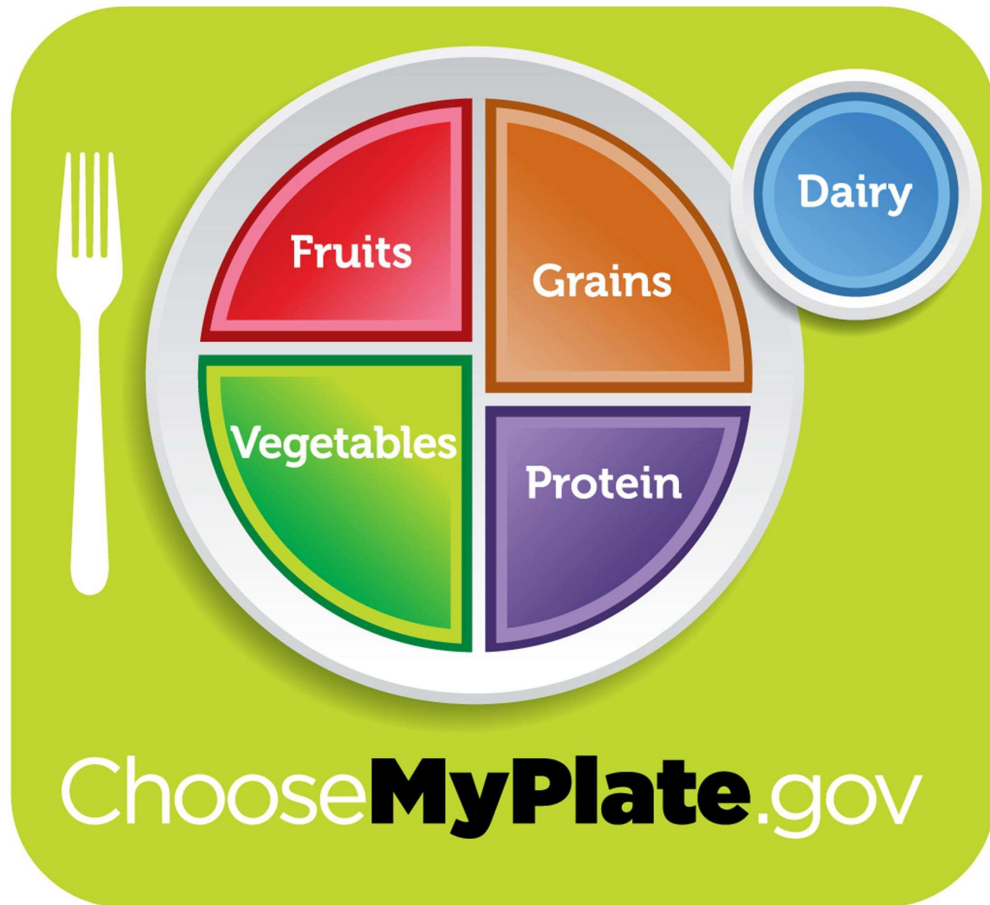 Fruits
Grains
Dairy
Vegetables
Protein
ChooseMyPlate.gov